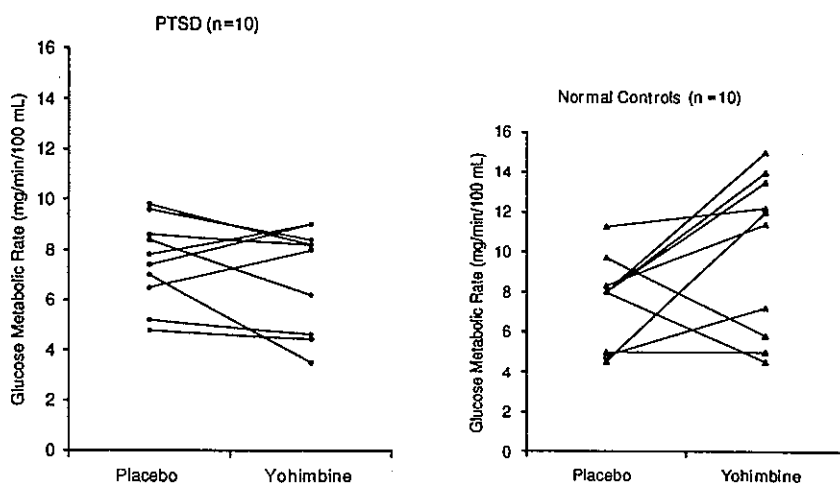 PTSD (n=10)
Glucose Metabolic Rate (mg/min/100 mL)
16
14
12
10
8
6
4
2
0
Placebo
Yohimbine
Normal Controls (n =10)
Glucose Metabolic Rate (mg/min/100 mL)
16
14
12
10
8
6
4
2
0
Placebo
Yohimbine